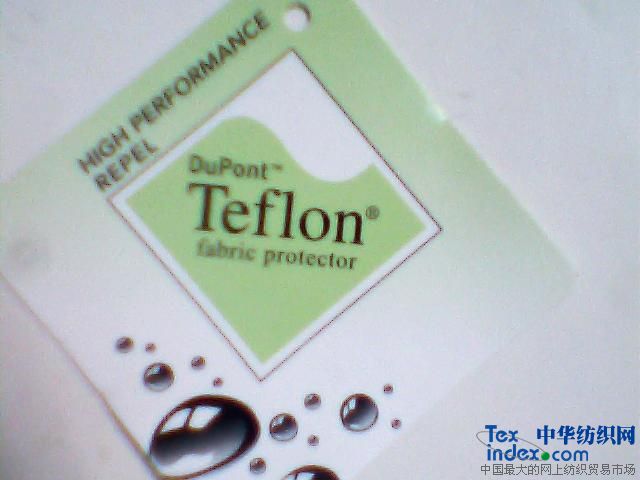 HIGH PERFORMANCE
REPEL
DuPont™
Teflon®
fabric protector
Tex 中华纺织网
index.com
中国最大的网上纺织贸易市场